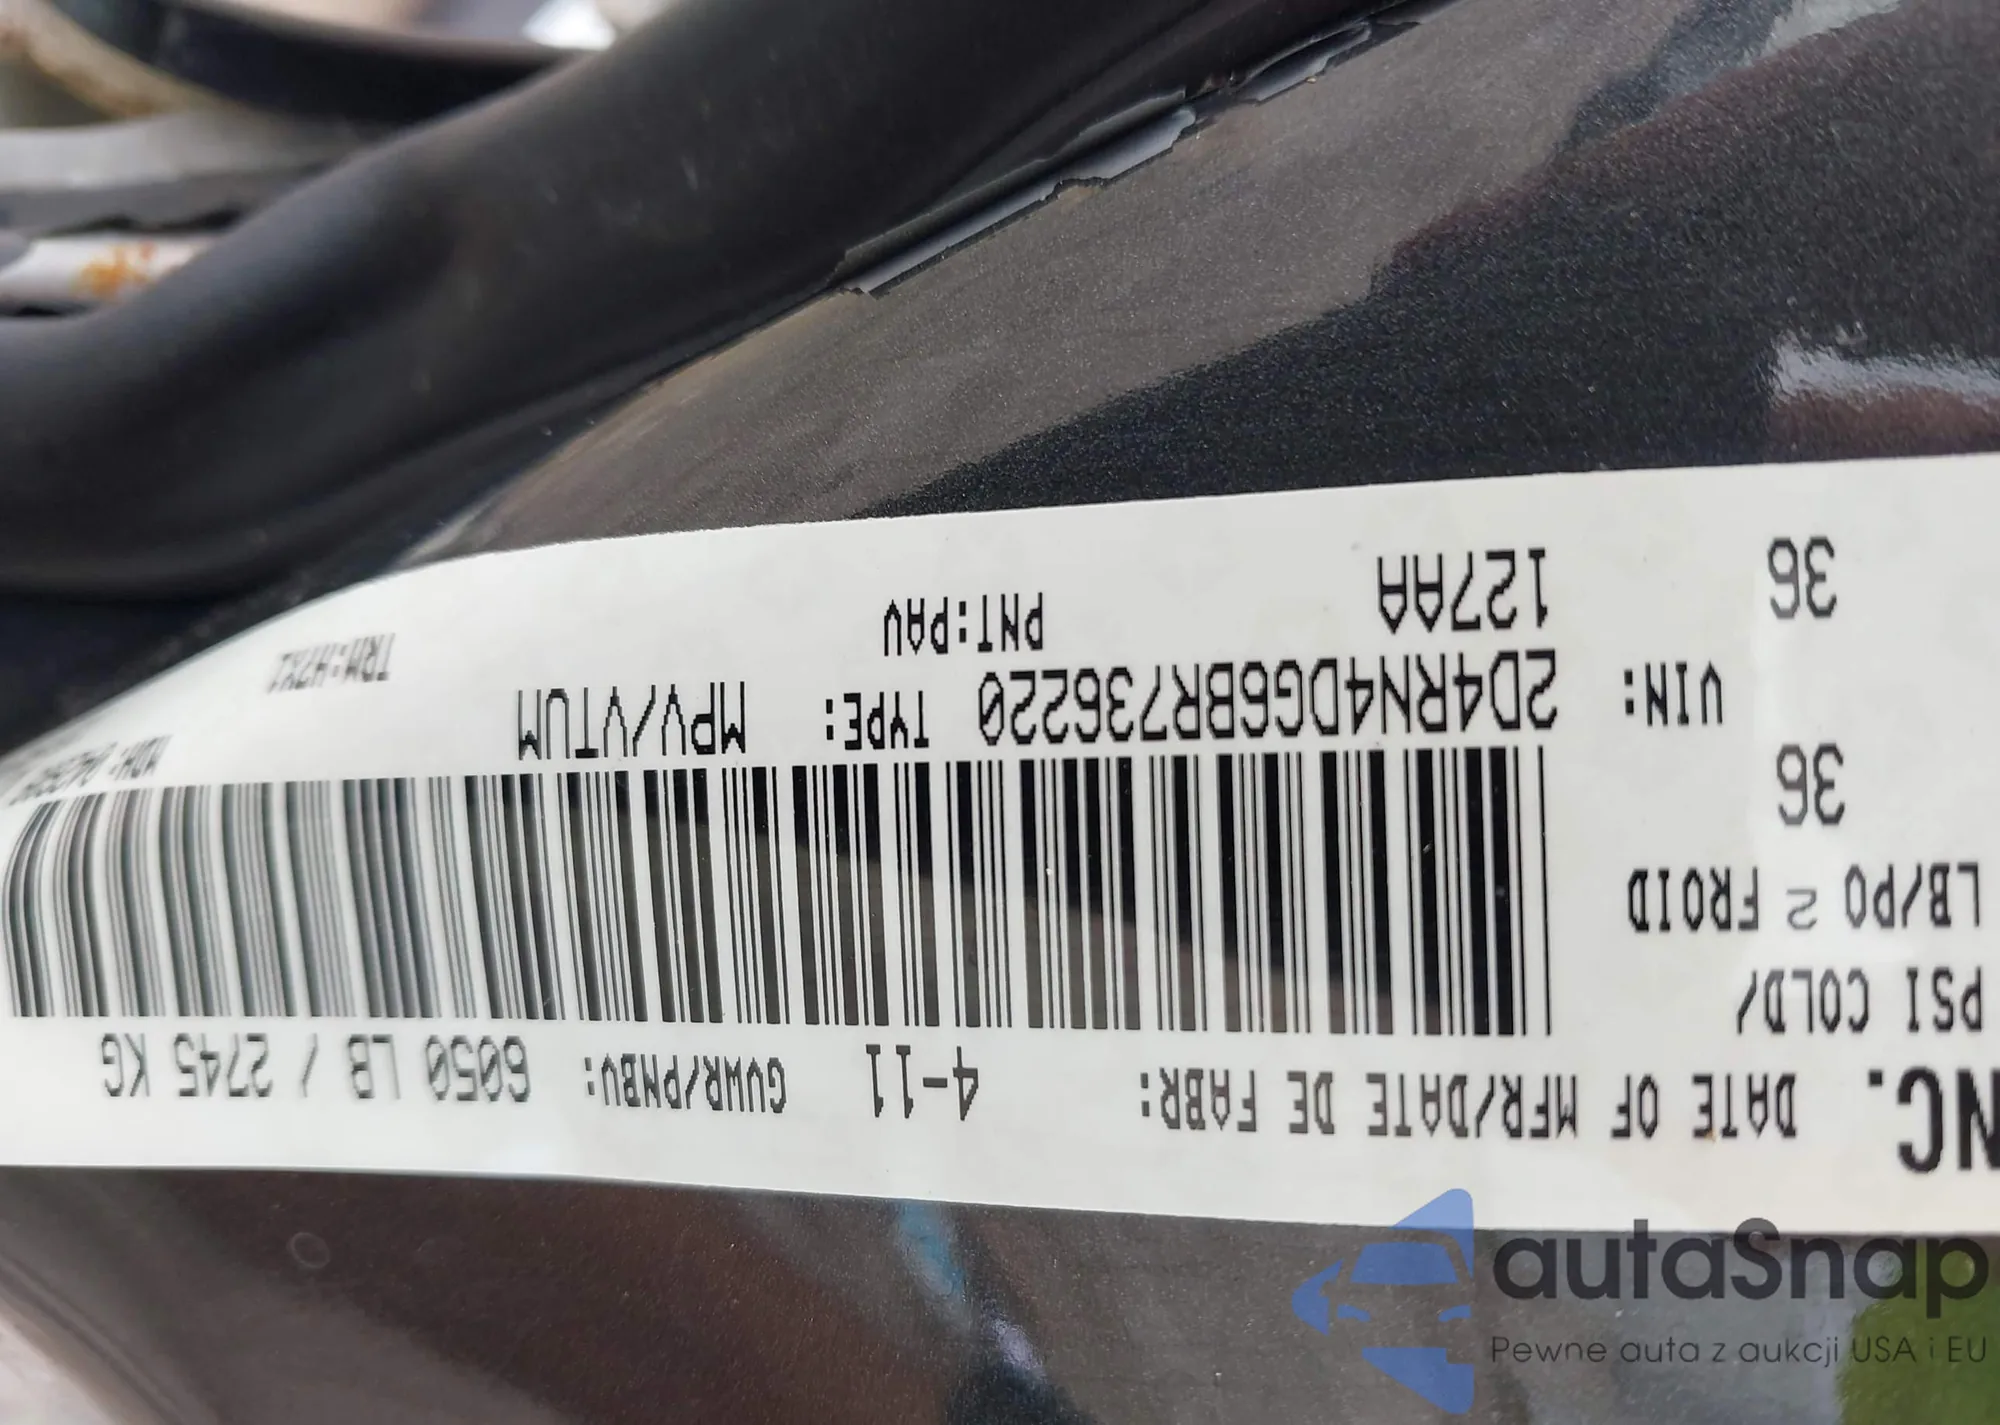 NC.
DATE OF MFR/DATE DE FABR: 4-11 GVWR/PNBV: 6050 LB / 2745 KG
PSI COLD/
LB/PO 2 FROID
36
VIN: 2D4RN4DG6BR736220 TYPE: MPV/VTUM
36
127AA PNT:PAV
autaSnap
Pewne auta z aukcji USA i EU